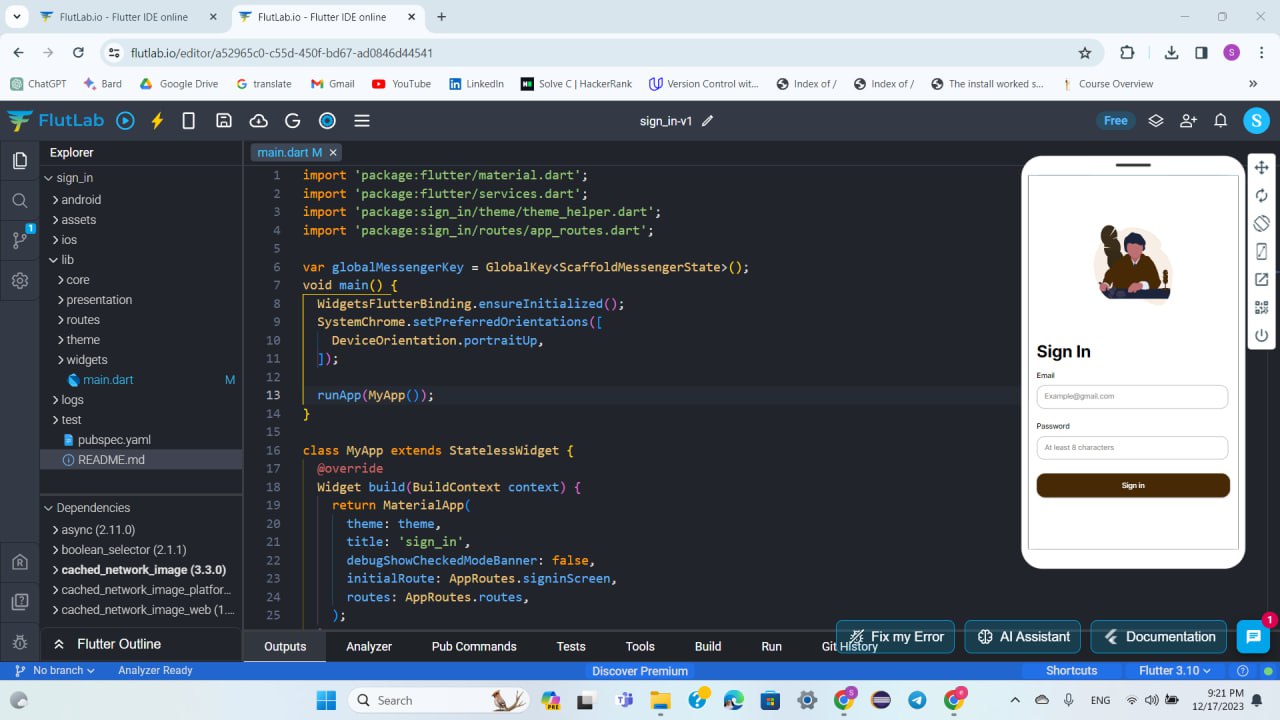 FlutLab.io - Flutter IDE online
FlutLab.io - Flutter IDE online
flutlab.io/editor/a52965c0-c55d-450f-bd67-ad0846d44541
S
ChatGPT
Bard
Google Drive
translate
Gmail
YouTube
LinkedIn
Solve C | HackerRank
Version Control wit...
Index of /
Index of /
The install worked s...
Course Overview
FlutLab
sign_in-v1
Free
S
Explorer
sign_in
android
assets
ios
lib
core
presentation
routes
theme
widgets
main.dart M
logs
test
pubspec.yaml
README.md
1
Dependencies
async (2.11.0)
boolean_selector (2.1.1)
cached_network_image (3.3.0)
cached_network_image_platfor...
cached_network_image_web (1....
Flutter Outline
main.dart M
1 import 'package:flutter/material.dart';
2 import 'package:flutter/services.dart';
3 import 'package:sign_in/theme/theme_helper.dart';
4 import 'package:sign_in/routes/app_routes.dart';
5
6 var globalMessengerKey = GlobalKey<ScaffoldMessengerState>();
7 void main() {
8 WidgetsFlutterBinding.ensureInitialized();
9 SystemChrome.setPreferredOrientations([
10 DeviceOrientation.portraitUp,
11 ]);
12
13 runApp(MyApp());
14 }
15
16 class MyApp extends StatelessWidget {
17 @override
18 Widget build(BuildContext context) {
19 return MaterialApp(
20 theme: theme,
21 title: 'sign_in',
22 debugShowCheckedModeBanner: false,
23 initialRoute: AppRoutes.signinScreen,
24 routes: AppRoutes.routes,
25 );
Sign In
Email
Example@gmail.com
Password
At least 8 characters
Sign in
Fix my Error
AI Assistant
Documentation
1
Outputs
Analyzer
Pub Commands
Tests
Tools
Build
Run
Git History
No branch
Analyzer Ready
Discover Premium
Shortcuts
Flutter 3.10
Search
ENG
9:21 PM
12/17/2023